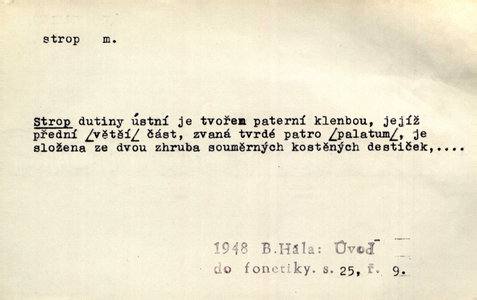 strop m.
Strop dutiny ústní je tvořen paterní klenbou, jejíž
přední /větší/ část, zvaná tvrdé patro /palatum/, je
složena ze dvou zhruba souměrných kostěných destiček,....
1948 B.Hála: Úvod
do fonetiky. s. 25, ř. 9.